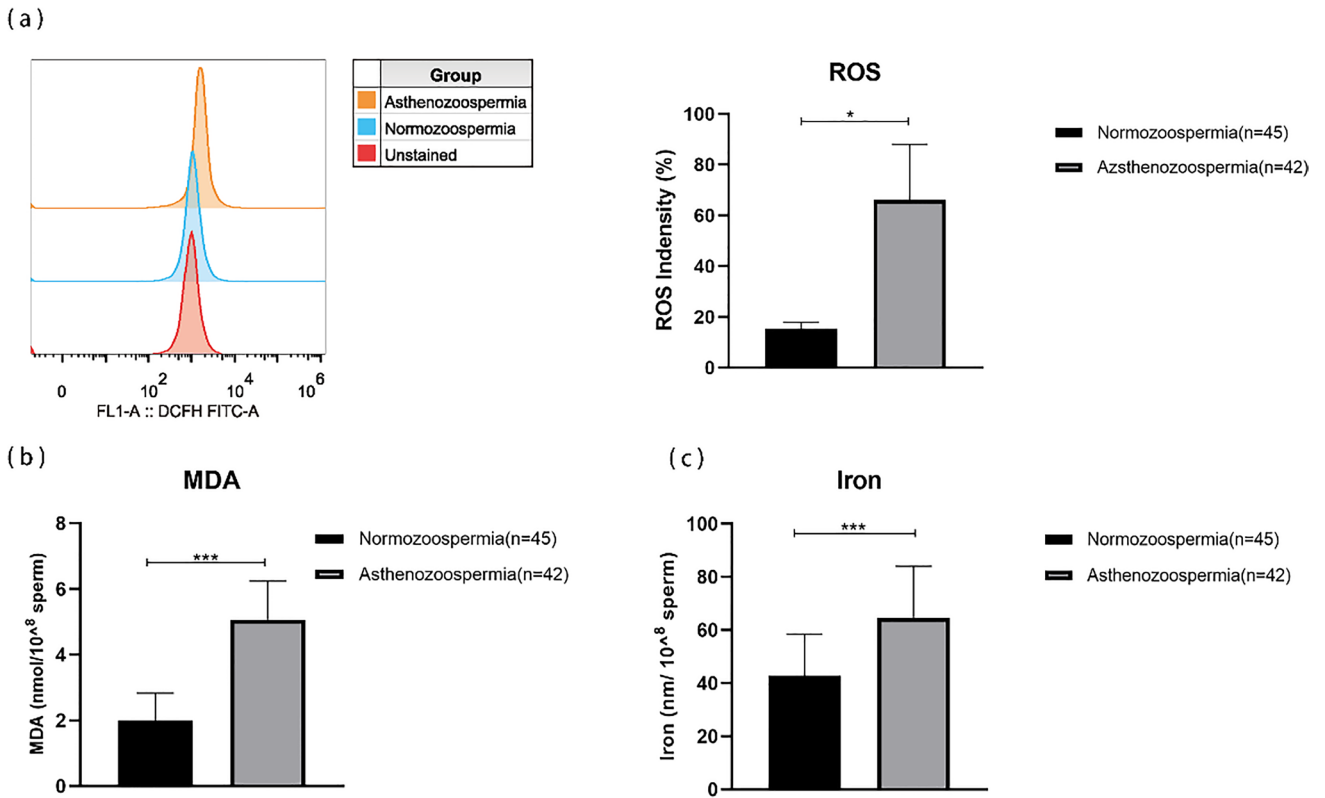 (a)
Group
Asthenozoospermia
Normozoospermia
Unstained
0
10^2
10^4
10^6
FL1-A :: DCFH FITC-A
ROS
ROS Indensity (%)
100
80
60
40
20
0
*
Normozoospermia(n=45)
Azsthenozoospermia(n=42)
(b)
MDA
MDA (nmol/10^8 sperm)
8
6
4
2
0
***
Normozoospermia(n=45)
Asthenozoospermia(n=42)
(c)
Iron
Iron (nm/ 10^8 sperm)
100
80
60
40
20
0
***
Normozoospermia(n=45)
Asthenozoospermia(n=42)